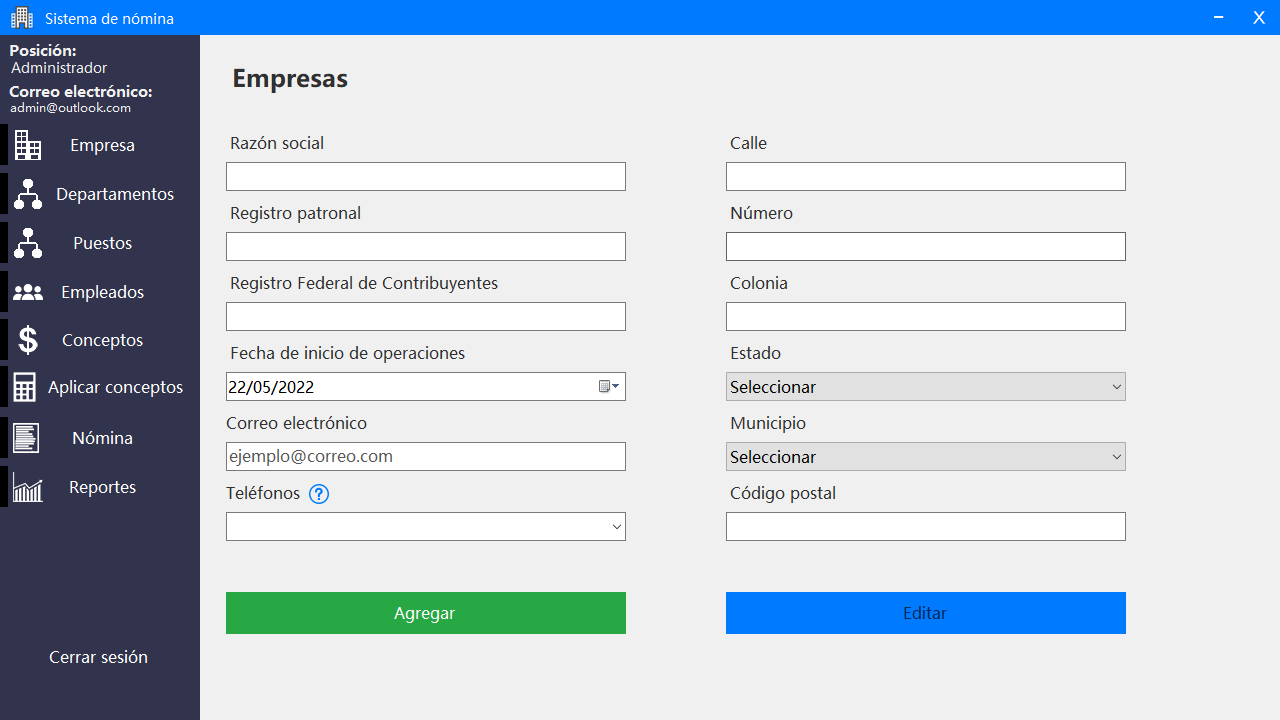 Sistema de nómina
Posición:
Administrador
Correo electrónico:
admin@outlook.com
Empresa
Departamentos
Puestos
Empleados
Conceptos
Aplicar conceptos
Nómina
Reportes
Cerrar sesión
Empresas
Razón social
Registro patronal
Registro Federal de Contribuyentes
Fecha de inicio de operaciones
22/05/2022
Correo electrónico
ejemplo@correo.com
Teléfonos
Agregar
Calle
Número
Colonia
Estado
Seleccionar
Municipio
Seleccionar
Código postal
Editar